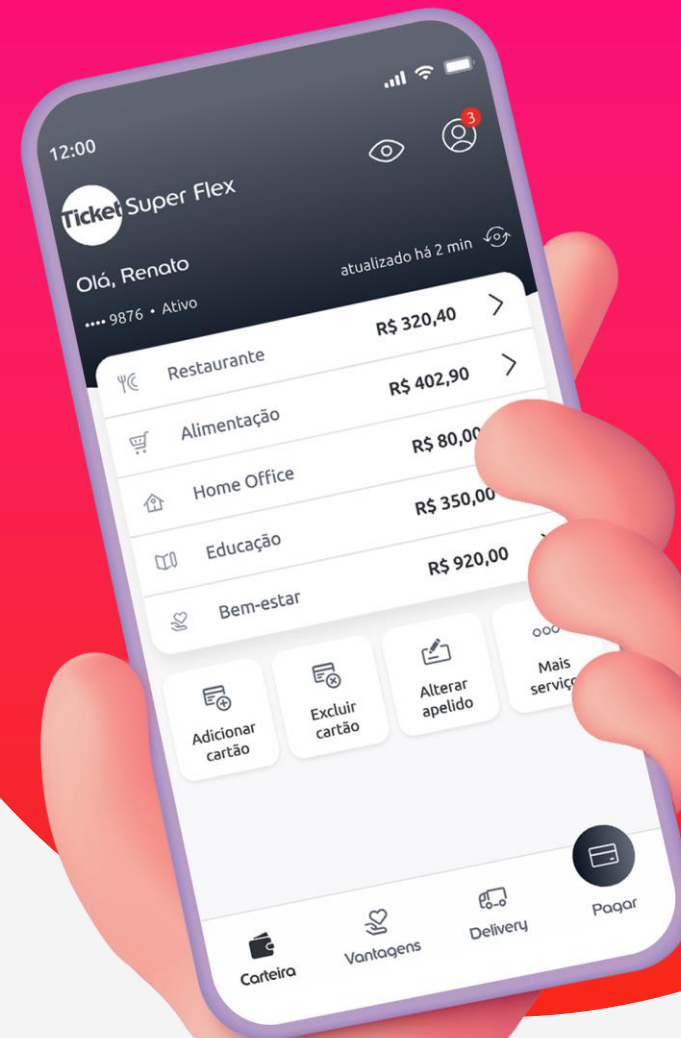 12:00
3
Ticket Super Flex
Olá, Renato
atualizado há 2 min
•••• 9876 • Ativo
Restaurante R$ 320,40
Alimentação R$ 402,90
Home Office R$ 80,00
Educação R$ 350,00
Bem-estar R$ 920,00
Adicionar
cartão
Excluir
cartão
Alterar
apelido
Mais
Carteira
Vantagens
Delivery
Pagar